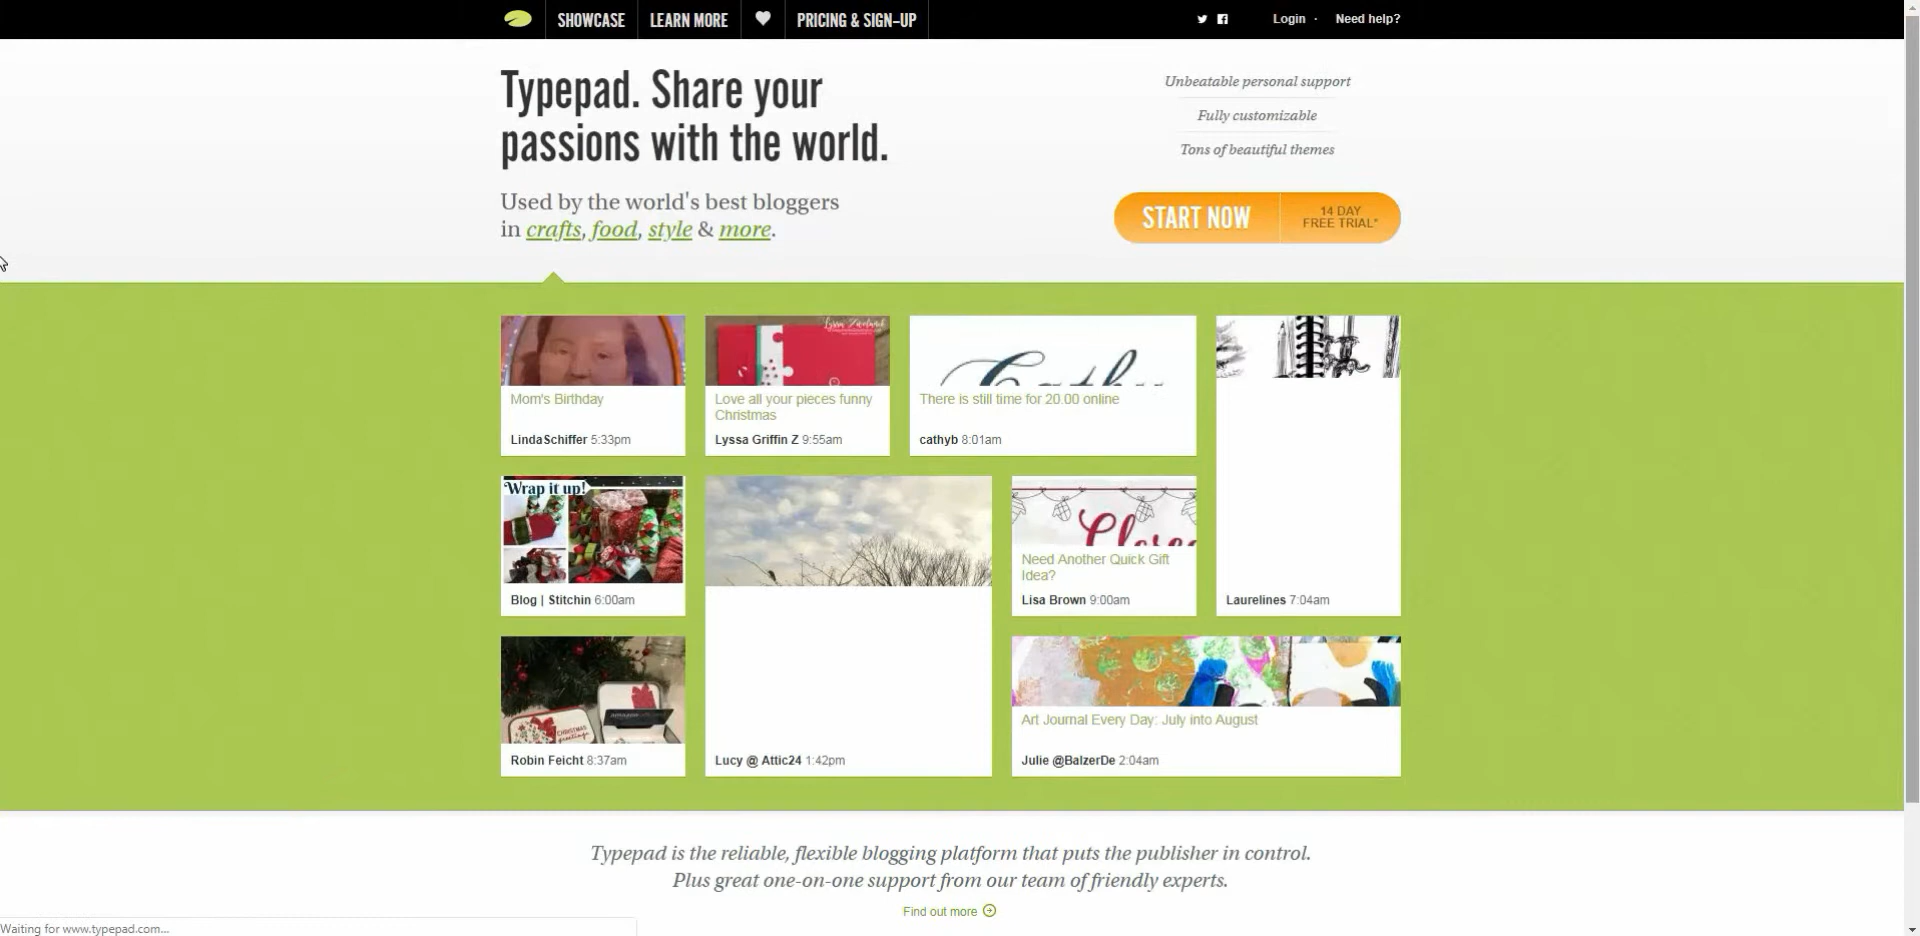 SHOWCASE
LEARN MORE
PRICING & SIGN-UP
Login · Need help?
Typepad. Share your
passions with the world.
Used by the world's best bloggers
in crafts, food, style & more.
Unbeatable personal support
Fully customizable
Tons of beautiful themes
START NOW
14 DAY
FREE TRIAL*
Mom's Birthday
LindaSchiffer 5:33pm
Love all your pieces funny
Christmas
Lyssa Griffin Z 9:55am
Cathy
There is still time for 20.00 online
cathyb 8:01am
Laurelines 7:04am
Wrap it up!
Blog | Stitchin 6:00am
Lucy @ Attic24 1:42pm
Need Another Quick Gift
Idea?
Lisa Brown 9:00am
CHRISTMAS
greetings
Robin Feicht 8:37am
Art Journal Every Day: July into August
Julie @BalzerDe 2:04am
Typepad is the reliable, flexible blogging platform that puts the publisher in control.
Plus great one-on-one support from our team of friendly experts.
Find out more
Waiting for www.typepad.com...